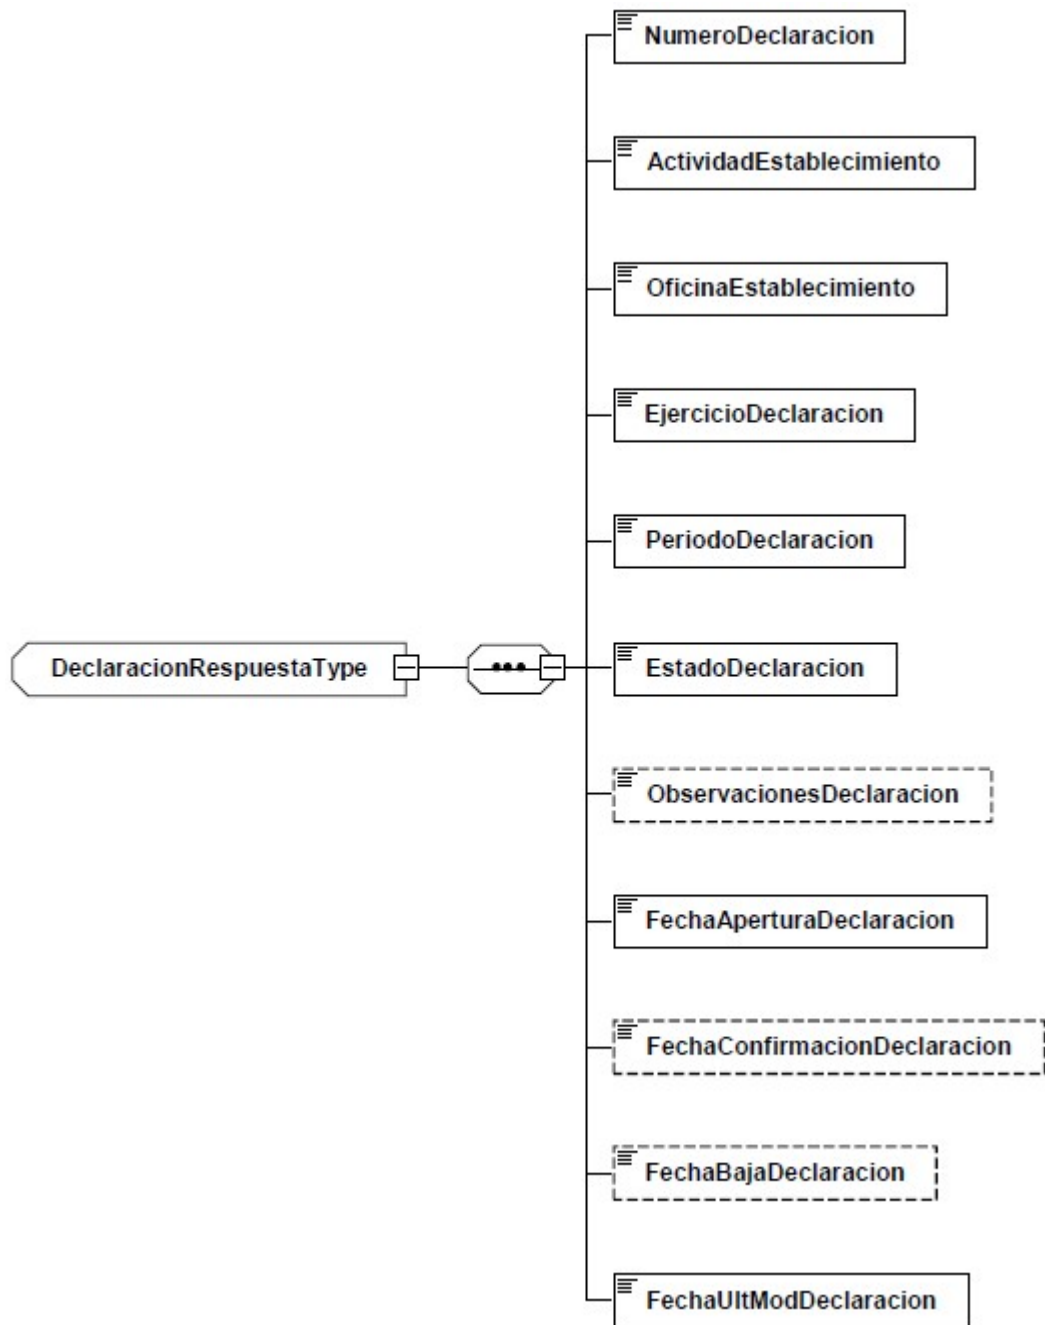 NumeroDeclaracion
ActividadEstablecimiento
OficinaEstablecimiento
EjercicioDeclaracion
PeriodoDeclaracion
DeclaracionRespuestaType
EstadoDeclaracion
ObservacionesDeclaracion
FechaAperturaDeclaracion
FechaConfirmacionDeclaracion
FechaBajaDeclaracion
FechaUltModDeclaracion